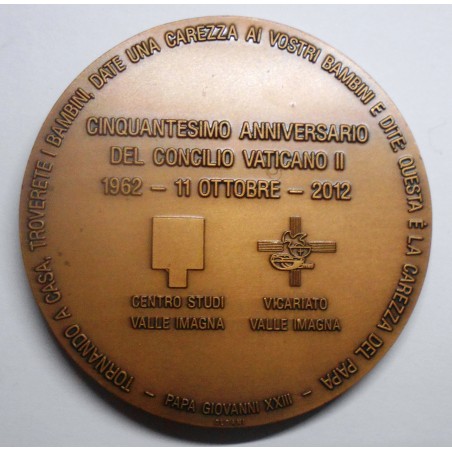 TORNANDO A CASA, TROVERETE I BAMBINI, DATE UNA CAREZZA AI VOSTRI BAMBINI E DITE: QUESTA È LA CAREZZA DEL PAPA
— PAPA GIOVANNI XXIII —
CINQUANTESIMO ANNIVERSARIO
DEL CONCILIO VATICANO II
1962 – 11 OTTOBRE – 2012
CENTRO STUDI
VALLE IMAGNA
VICARIATO
VALLE IMAGNA